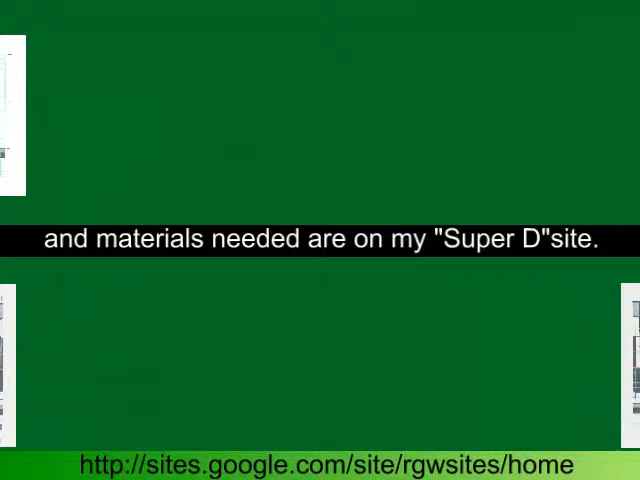 and materials needed are on my "Super D"site.
http://sites.google.com/site/rgwsites/home